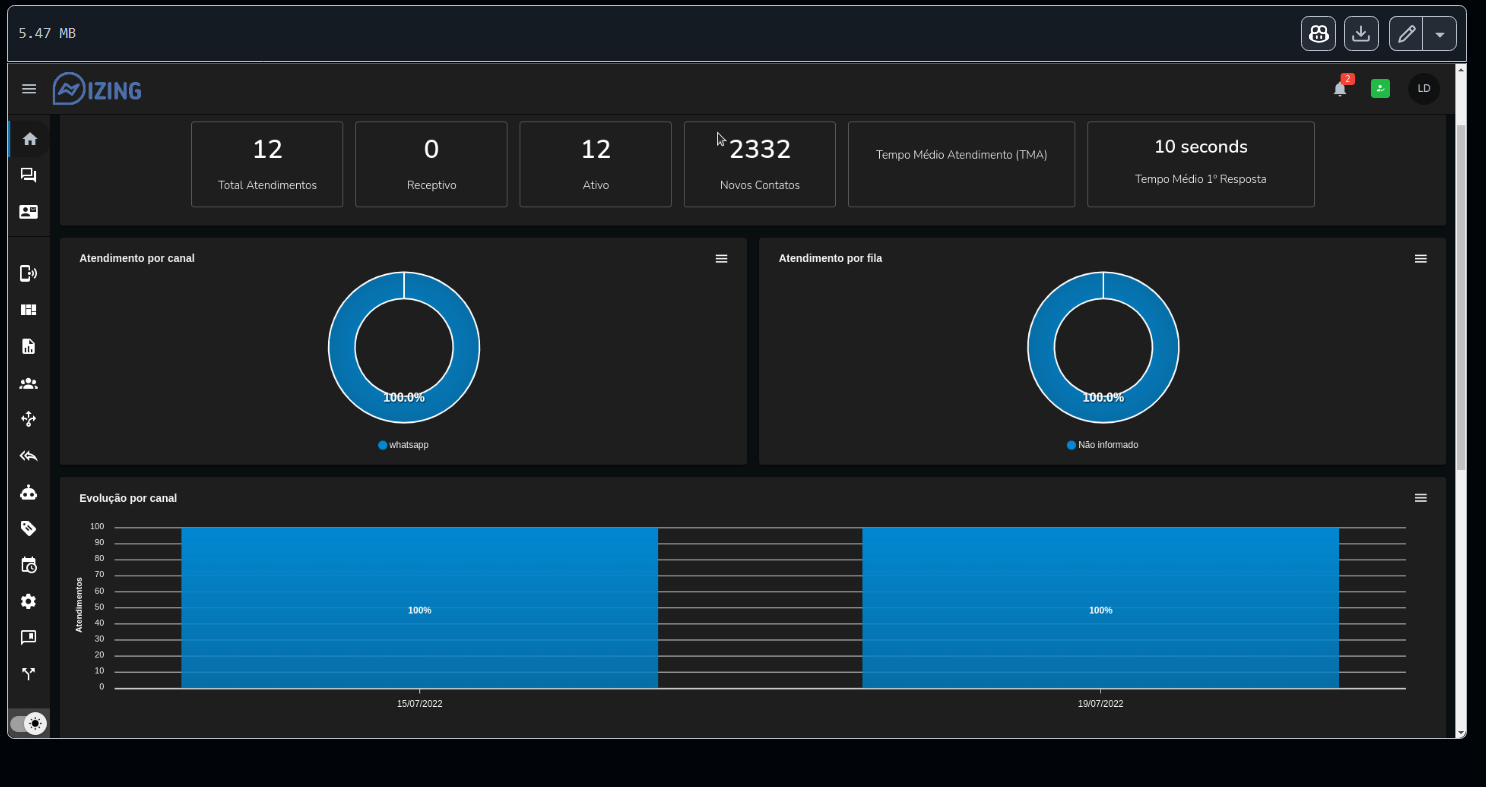 5.47 MB
IZING
2
LD
12
Total Atendimentos
0
Receptivo
12
Ativo
2332
Novos Contatos
Tempo Médio Atendimento (TMA)
10 seconds
Tempo Médio 1º Resposta
Atendimento por canal
100.0%
whatsapp
Atendimento por fila
100.0%
Não informado
Evolução por canal
Atendimentos
100
90
80
70
60
50
40
30
20
10
0
100%
100%
15/07/2022
19/07/2022